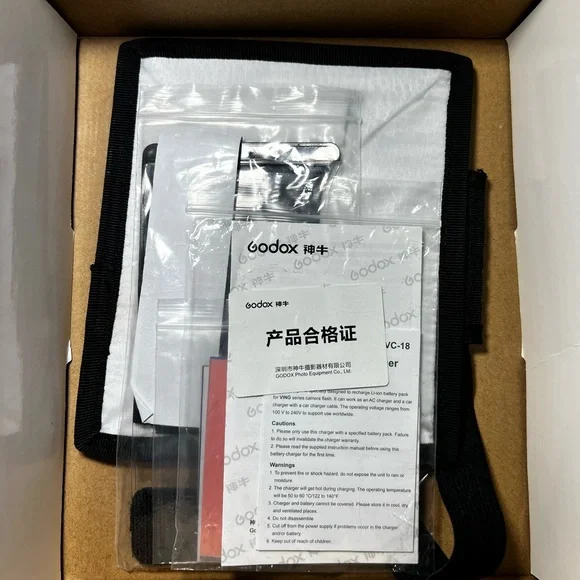 Godox 神牛
Godox 神牛
产品合格证
深圳市神牛摄影器材有限公司
GODOX Photo Equipment Co., Ltd.
VC-18
designed to recharge Li-ion battery pack
for VING series camera flash. It can work as an AC charger and a car
charger with a car charger cable. The operating voltage ranges from
100 V to 240V to support use worldwide.
Cautions
1. Please only use this charger with a specified battery pack. Failure
to do so will invalidate the charger warranty.
2. Please read the supplied instruction manual before using this
battery charger for the first time.
Warnings
1. To prevent fire or shock hazard, do not expose the unit to rain or
moisture.
2. The charger will get hot during charging. The operating temperature
will be 50 to 60 °C/122 to 140°F.
3. Charger and battery cannot be covered. Please store it in cool, dry
and ventilated places.
4. Do not disassemble
5. Cut off from the power supply if problems occur in the charger
and/or battery.
6. Keep out of reach of children.